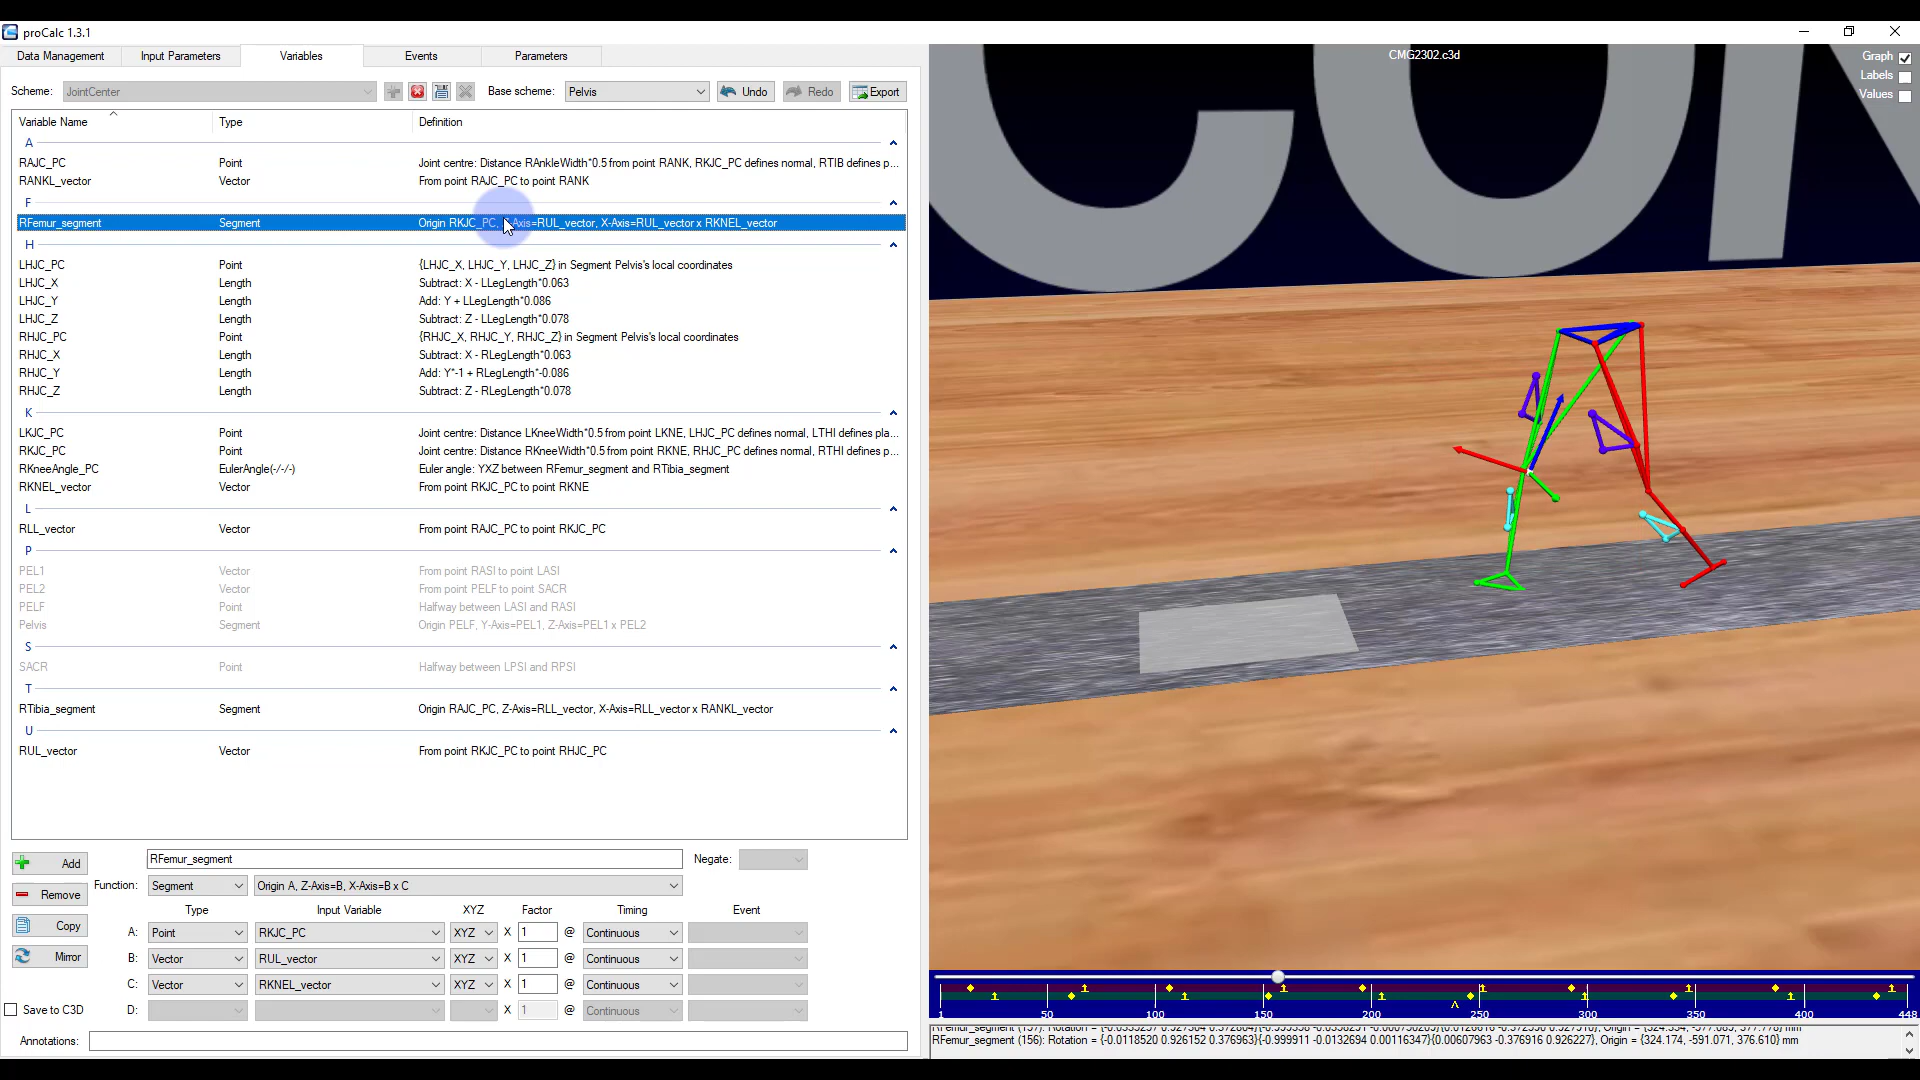 proCalc 1.3.1
Data Management Input Parameters Variables Events Parameters
Scheme: JointCenter Base scheme: Pelvis Undo Redo Export
Variable Name Type Definition
A
RAJC_PC Point Joint centre: Distance RAnkleWidth*0.5 from point RANK, RKJC_PC defines normal, RTIB defines p...
RANKL_vector Vector From point RAJC_PC to point RANK
F
RFemur_segment Segment Origin RKJC_PC, Z-Axis=RUL_vector, X-Axis=RUL_vector x RKNEL_vector
H
LHJC_PC Point {LHJC_X, LHJC_Y, LHJC_Z} in Segment Pelvis's local coordinates
LHJC_X Length Subtract: X - LLegLength*0.063
LHJC_Y Length Add: Y + LLegLength*0.086
LHJC_Z Length Subtract: Z - LLegLength*0.078
RHJC_PC Point {RHJC_X, RHJC_Y, RHJC_Z} in Segment Pelvis's local coordinates
RHJC_X Length Subtract: X - RLegLength*0.063
RHJC_Y Length Add: Y*-1 + RLegLength*-0.086
RHJC_Z Length Subtract: Z - RLegLength*0.078
K
LKJC_PC Point Joint centre: Distance LKneeWidth*0.5 from point LKNE, LHJC_PC defines normal, LTHI defines pla...
RKJC_PC Point Joint centre: Distance RKneeWidth*0.5 from point RKNE, RHJC_PC defines normal, RTHI defines pla...
RKneeAngle_PC EulerAngle(-/-/-) Euler angle: YXZ between RFemur_segment and RTibia_segment
RKNEL_vector Vector From point RKJC_PC to point RKNE
L
RLL_vector Vector From point RAJC_PC to point RKJC_PC
P
PEL1 Vector From point RASI to point LASI
PEL2 Vector From point PELF to point SACR
PELF Point Halfway between LASI and RASI
Pelvis Segment Origin PELF, Y-Axis=PEL1, Z-Axis=PEL1 x PEL2
S
SACR Point Halfway between LPSI and RPSI
T
RTibia_segment Segment Origin RAJC_PC, Z-Axis=RLL_vector, X-Axis=RLL_vector x RANKL_vector
U
RUL_vector Vector From point RKJC_PC to point RHJC_PC
Add RFemur_segment Negate:
Remove Function: Segment Origin A, Z-Axis=B, X-Axis=B x C
Type Input Variable XYZ Factor Timing Event
Copy A: Point RKJC_PC XYZ X 1 @ Continuous
Mirror B: Vector RUL_vector XYZ X 1 @ Continuous
C: Vector RKNEL_vector XYZ X 1 @ Continuous
Save to C3D D: X 1 @ Continuous
Annotations:
CMG2302.c3d
Graph
Labels
Values
CON
1 50 100 150 200 250 300 350 400 448
RFemur_segment (156): Rotation = {-0.0118520 0.926152 0.376963}{-0.999911 -0.0132694 0.00116347}{0.00607963 -0.376916 0.926227}, Origin = {324.174, -591.071, 376.610} mm